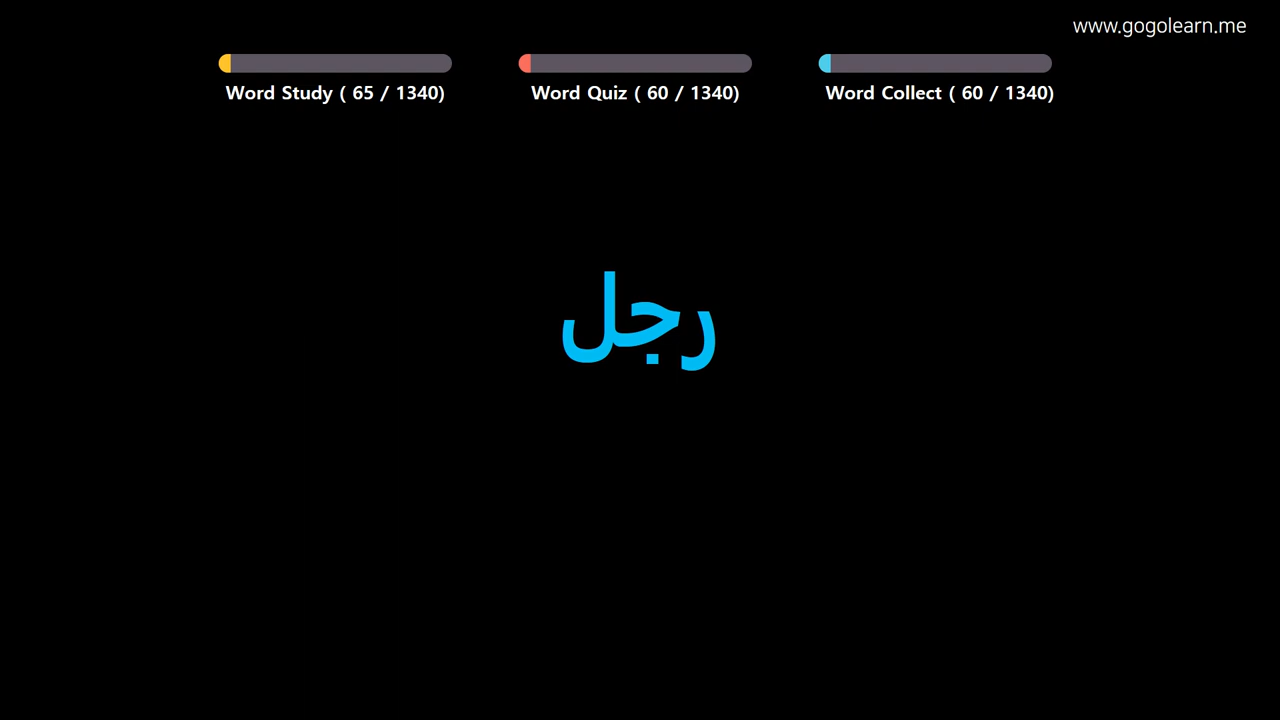 www.gogolearn.me
Word Study ( 65 / 1340)
Word Quiz ( 60 / 1340)
Word Collect ( 60 / 1340)
رجل